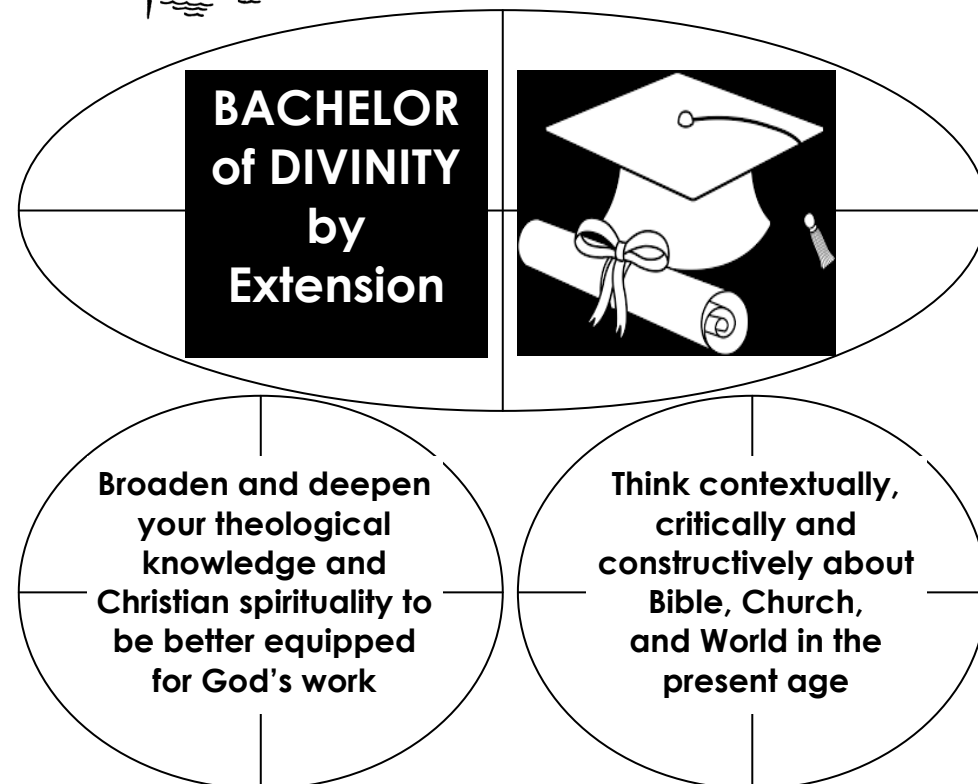 BACHELOR
of DIVINITY
by
Extension
Broaden and deepen
your theological
knowledge and
Christian spirituality to
be better equipped
for God’s work
Think contextually,
critically and
constructively about
Bible, Church,
and World in the
present age